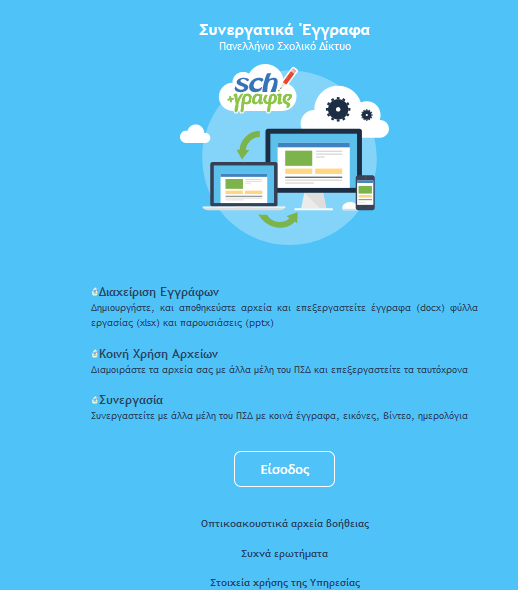 Συνεργατικά Έγγραφα
Πανελλήνιο Σχολικό Δίκτυο
sch
+γραφις
Διαχείριση Εγγράφων
Δημιουργήστε, και αποθηκεύστε αρχεία και επεξεργαστείτε έγγραφα (docx) φύλλα
εργασίας (xlsx) και παρουσιάσεις (pptx)
Κοινή Χρήση Αρχείων
Διαμοιράστε τα αρχεία σας με άλλα μέλη του ΠΣΔ και επεξεργαστείτε τα ταυτόχρονα
Συνεργασία
Συνεργαστείτε με άλλα μέλη του ΠΣΔ με κοινά έγγραφα, εικόνες, Βίντεο, ημερολόγια
Είσοδος
Οπτικοακουστικά αρχεία βοήθειας
Συχνά ερωτήματα
Στοιχεία χρήσης της Υπηρεσίας